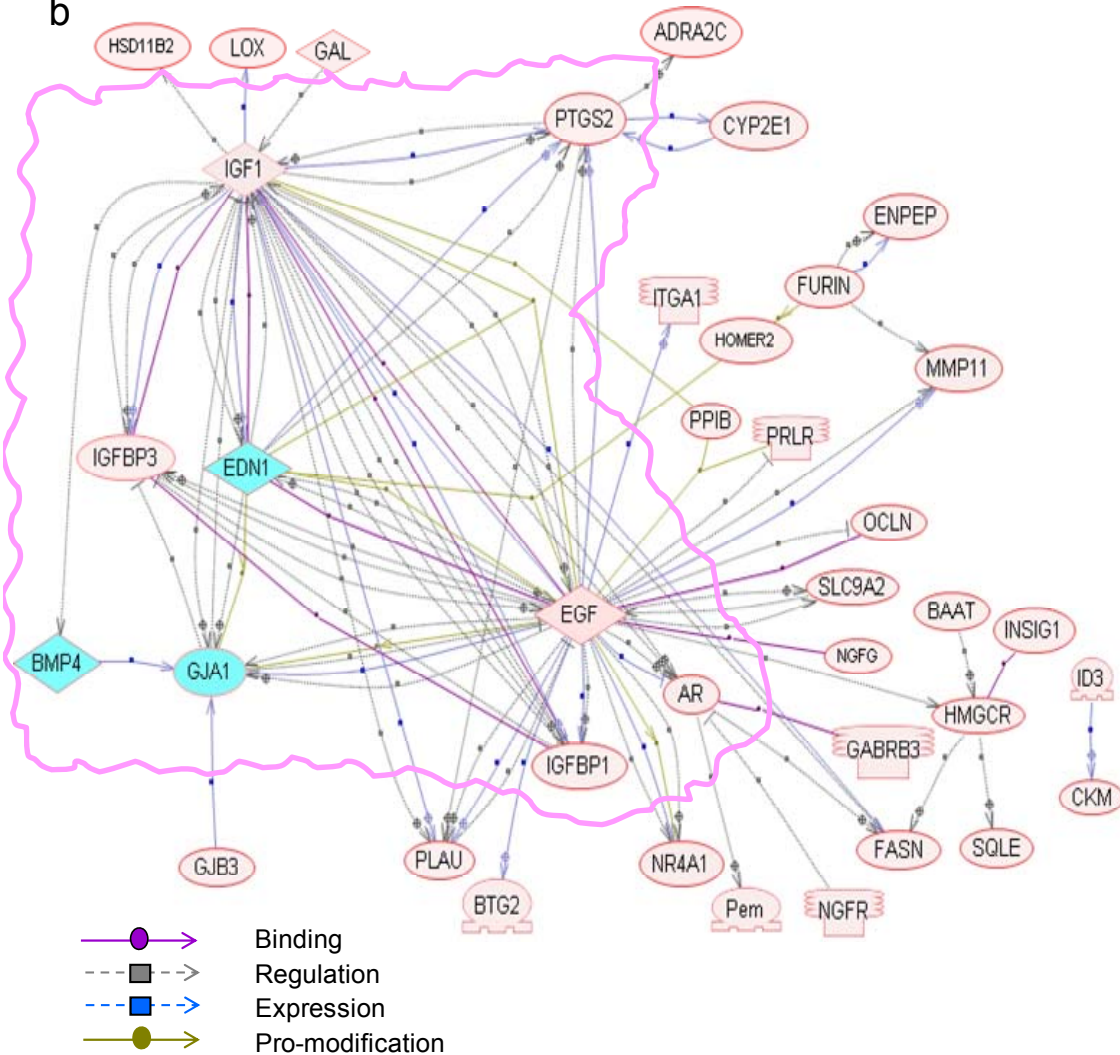 b
HSD11B2
LOX
GAL
ADRA2C
PTGS2
CYP2E1
IGF1
ENPEP
FURIN
ITGA1
HOMER2
MMP11
PPIB
PRLR
IGFBP3
EDN1
OCLN
SLC9A2
EGF
BAAT
INSIG1
NGFG
BMP4
GJA1
AR
ID3
HMGCR
GABRB3
IGFBP1
CKM
GJB3
PLAU
NR4A1
FASN
SQLE
BTG2
Pem
NGFR
Binding
Regulation
Expression
Pro-modification